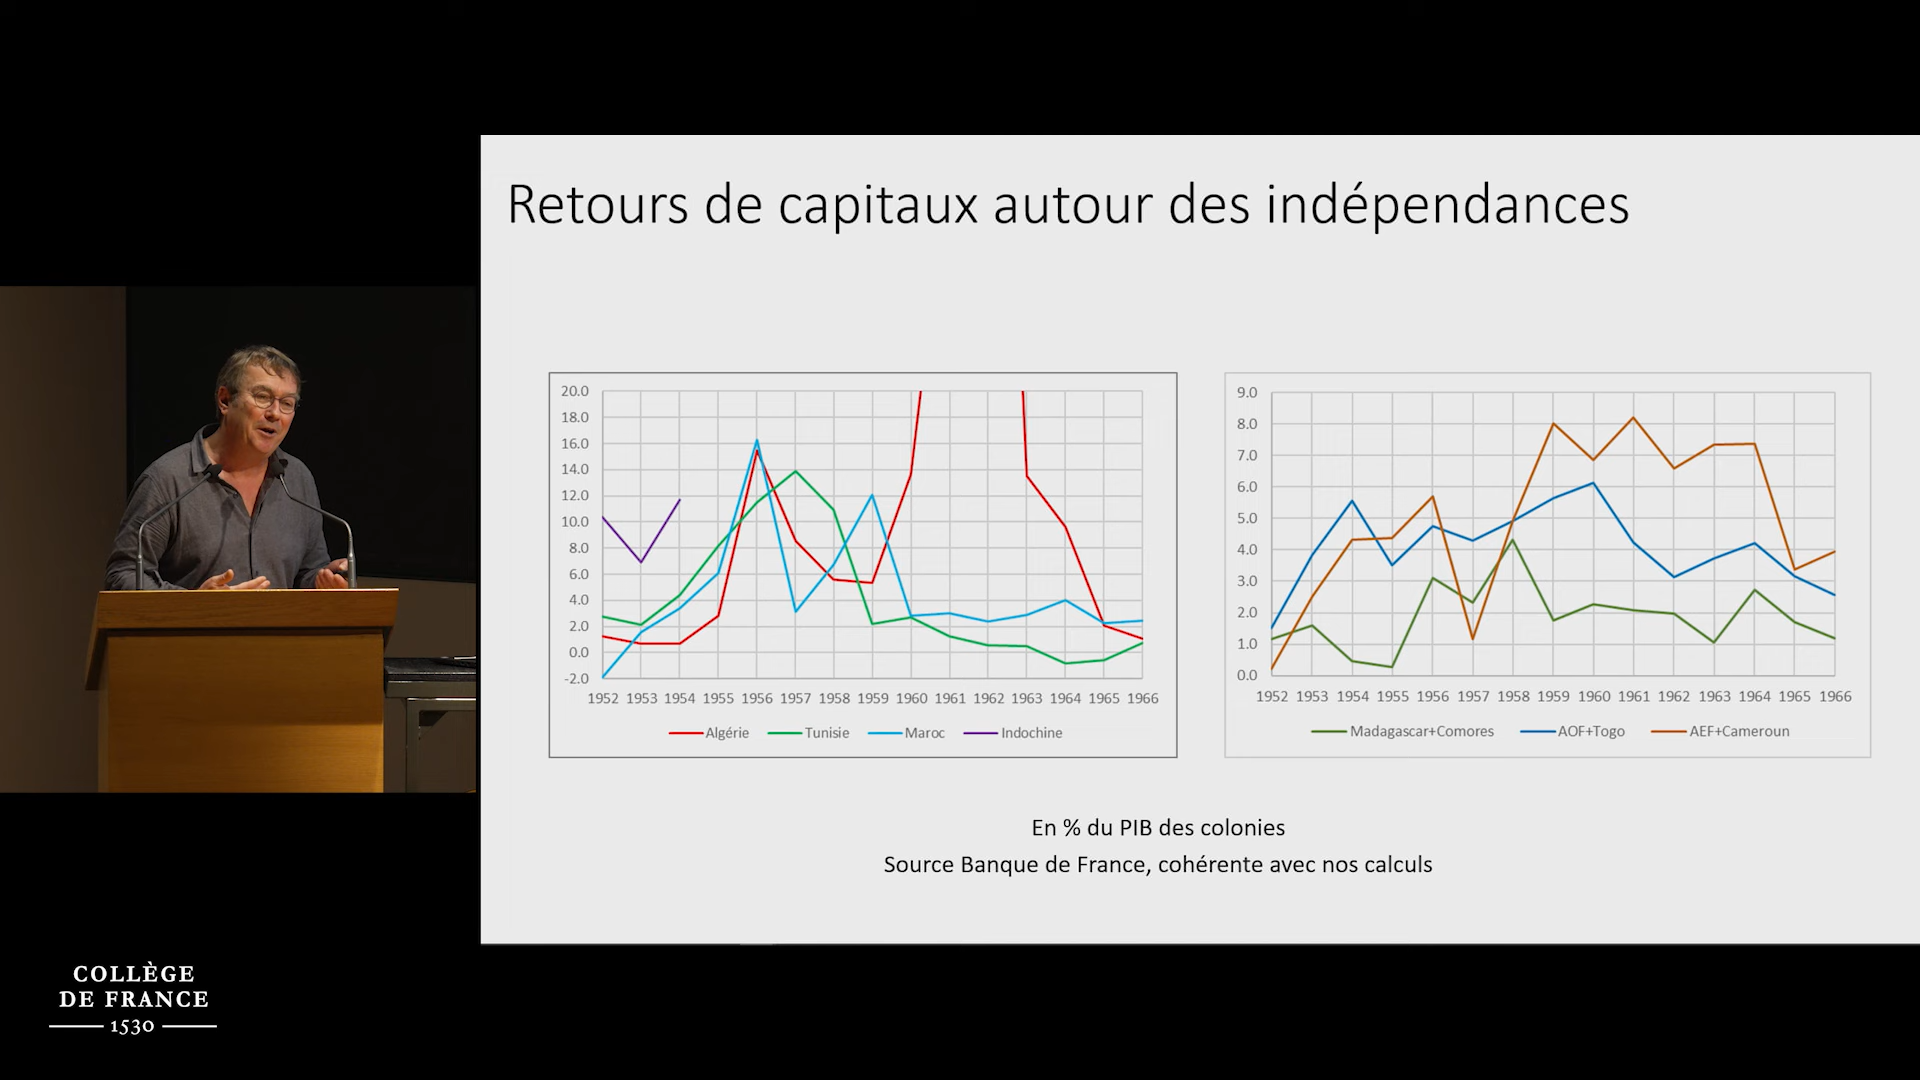 Retours de capitaux autour des indépendances
20.0
18.0
16.0
14.0
12.0
10.0
8.0
6.0
4.0
2.0
0.0
-2.0
1952 1953 1954 1955 1956 1957 1958 1959 1960 1961 1962 1963 1964 1965 1966
Algérie Tunisie Maroc Indochine
9.0
8.0
7.0
6.0
5.0
4.0
3.0
2.0
1.0
0.0
1952 1953 1954 1955 1956 1957 1958 1959 1960 1961 1962 1963 1964 1965 1966
Madagascar+Comores AOF+Togo AEF+Cameroun
En % du PIB des colonies
Source Banque de France, cohérente avec nos calculs
COLLÈGE
DE FRANCE
1530